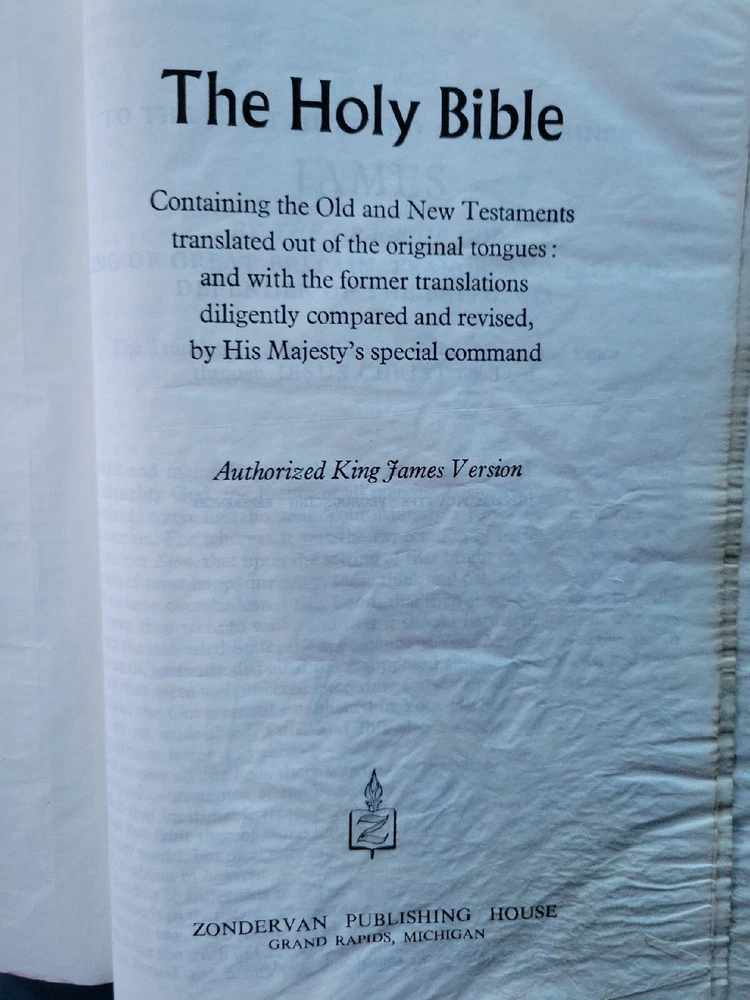 The Holy Bible
Containing the Old and New Testaments
translated out of the original tongues:
and with the former translations
diligently compared and revised,
by His Majesty's special command
Authorized King James Version
Z
ZONDERVAN PUBLISHING HOUSE
GRAND RAPIDS, MICHIGAN